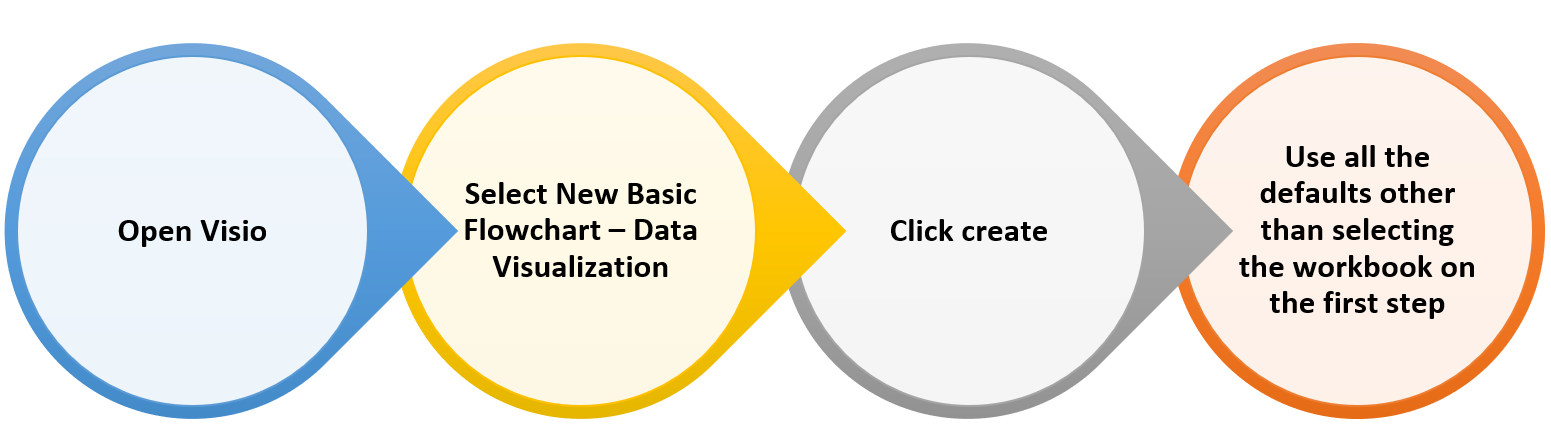 Open Visio
Select New Basic
Flowchart – Data
Visualization
Click create
Use all the
defaults other
than selecting
the workbook on
the first step